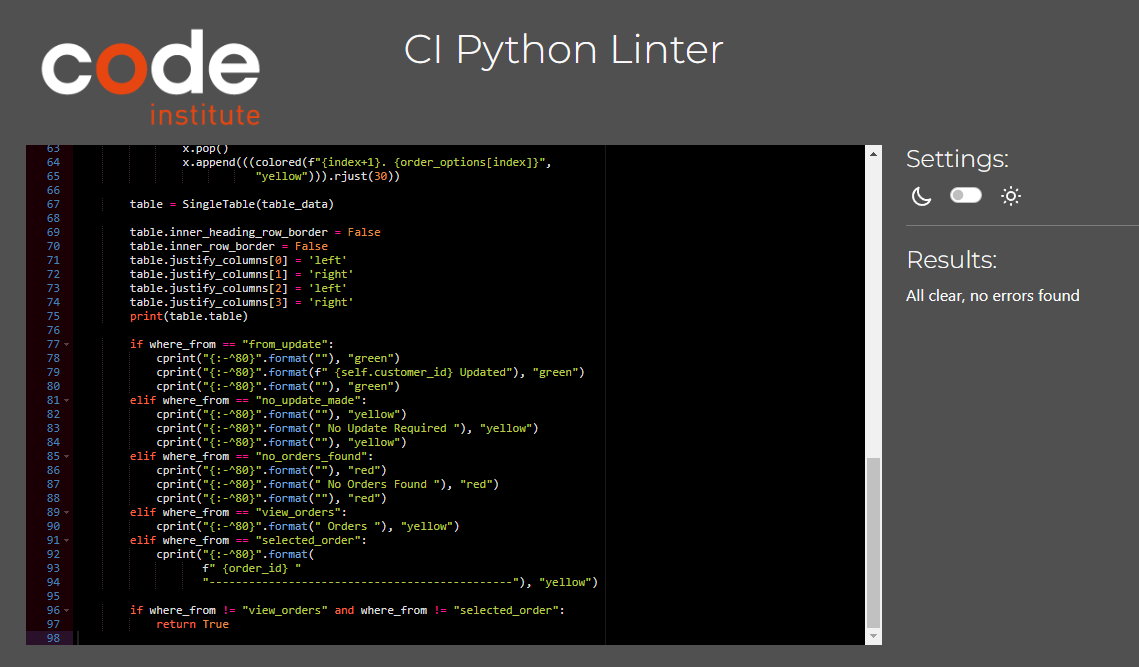 code
institute
CI Python Linter
63 x.pop()
64 x.append(((colored(f"{index+1}. {order_options[index]}",
65 "yellow"))).rjust(30))
66
67 table = SingleTable(table_data)
68
69 table.inner_heading_row_border = False
70 table.inner_row_border = False
71 table.justify_columns[0] = 'left'
72 table.justify_columns[1] = 'right'
73 table.justify_columns[2] = 'left'
74 table.justify_columns[3] = 'right'
75 print(table.table)
76
77 if where_from == "from_update":
78 cprint("{:-^80}".format(""), "green")
79 cprint("{:-^80}".format(f" {self.customer_id} Updated"), "green")
80 cprint("{:-^80}".format(""), "green")
81 elif where_from == "no_update_made":
82 cprint("{:-^80}".format(""), "yellow")
83 cprint("{:-^80}".format(" No Update Required "), "yellow")
84 cprint("{:-^80}".format(""), "yellow")
85 elif where_from == "no_orders_found":
86 cprint("{:-^80}".format(""), "red")
87 cprint("{:-^80}".format(" No Orders Found "), "red")
88 cprint("{:-^80}".format(""), "red")
89 elif where_from == "view_orders":
90 cprint("{:-^80}".format(" Orders "), "yellow")
91 elif where_from == "selected_order":
92 cprint("{:-^80}".format(
93 f" {order_id} "
94 "----------------------------------------------"), "yellow")
95
96 if where_from != "view_orders" and where_from != "selected_order":
97 return True
98
Settings:
Results:
All clear, no errors found